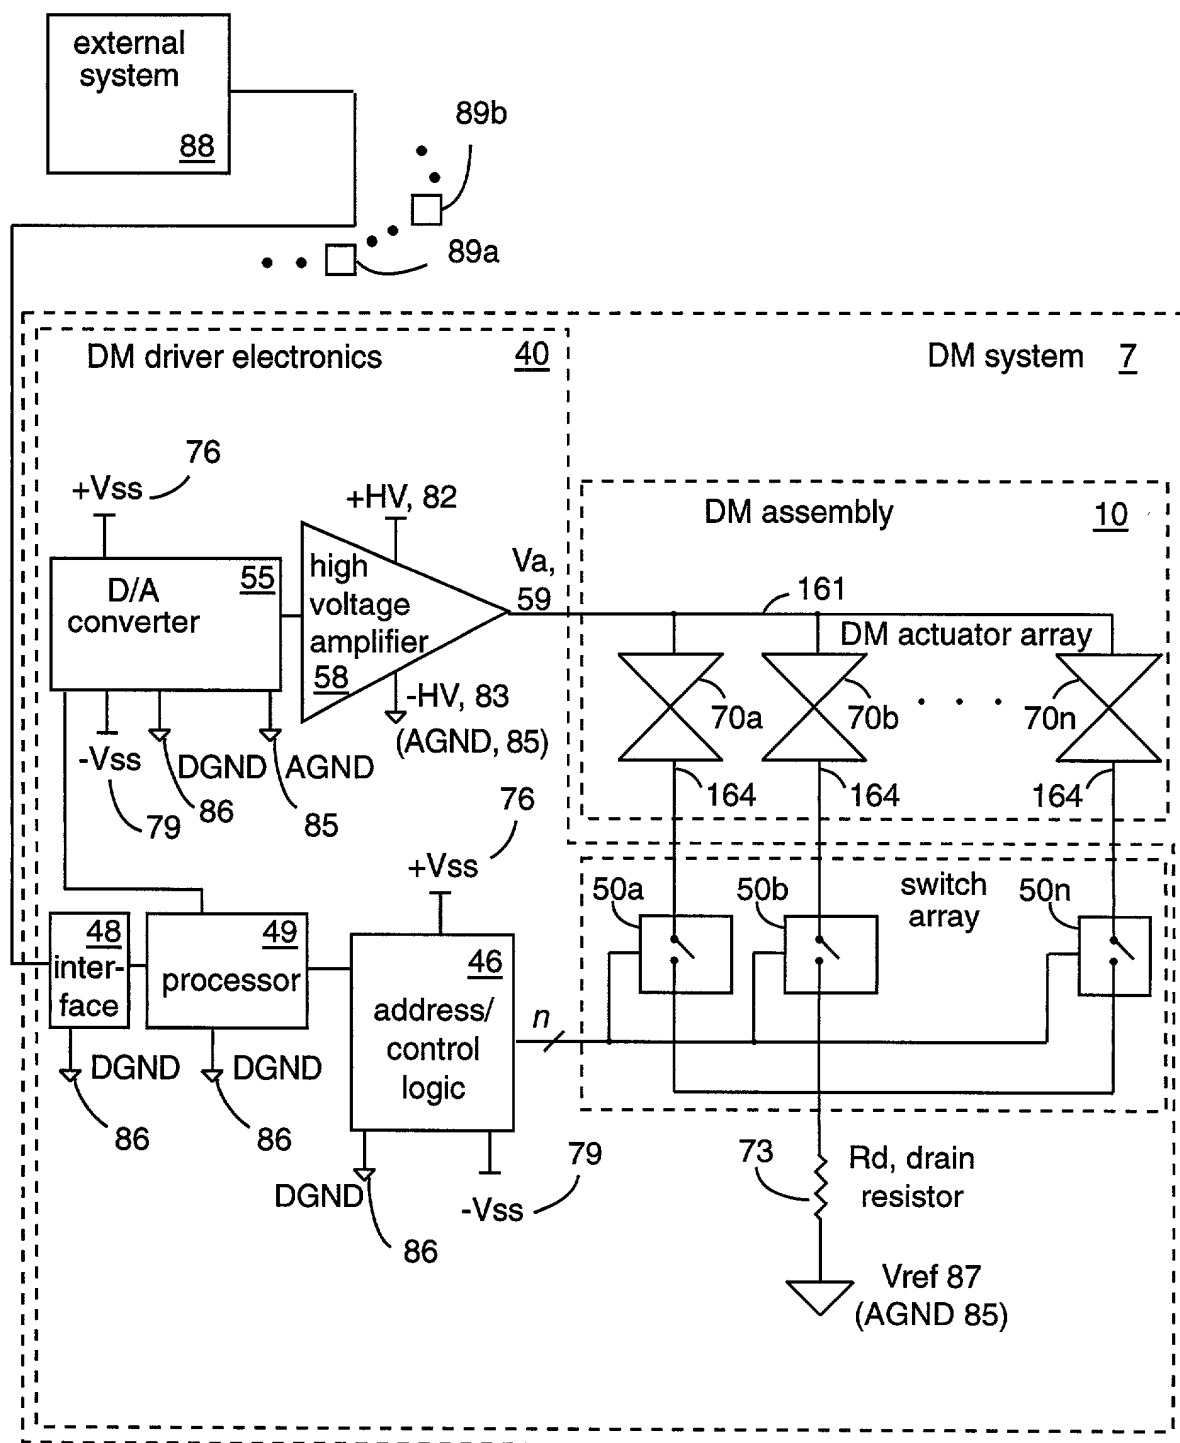 external
system
88
89b
89a
DM driver electronics 40
DM system 7
76
+Vss
+HV, 82
DM assembly 10
Va,
59
55
D/A
converter
high
voltage
amplifier
58
161
DM actuator array
70a
70b
. . .
70n
-HV, 83
(AGND, 85)
-Vss
DGND
AGND
79
86
85
164
164
164
76
+Vss
50a
50b
switch
array
50n
48
inter-
face
49
processor
46
address/
control
logic
n
DGND
DGND
86
86
DGND
86
79
-Vss
73
Rd, drain
resistor
Vref 87
(AGND 85)